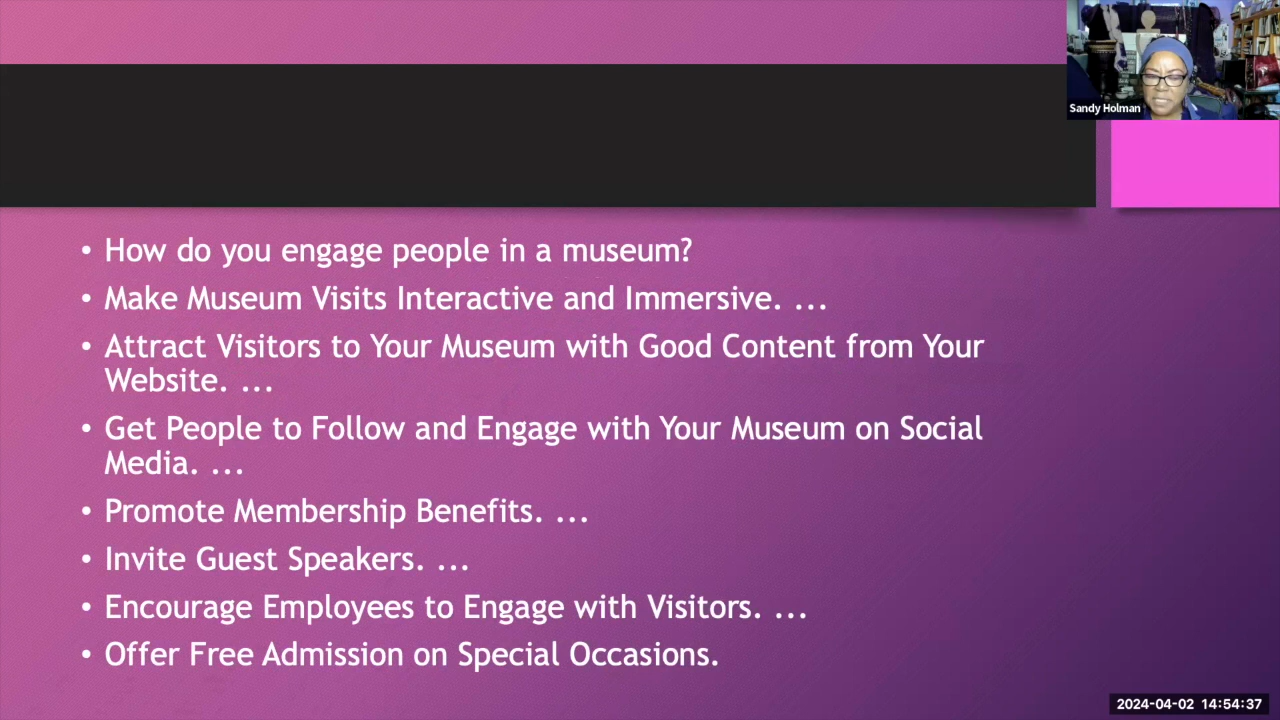 Sandy Holman
• How do you engage people in a museum?
• Make Museum Visits Interactive and Immersive. ...
• Attract Visitors to Your Museum with Good Content from Your
Website. ...
• Get People to Follow and Engage with Your Museum on Social
Media. ...
• Promote Membership Benefits. ...
• Invite Guest Speakers. ...
• Encourage Employees to Engage with Visitors. ...
• Offer Free Admission on Special Occasions.
2024-04-02 14:54:37